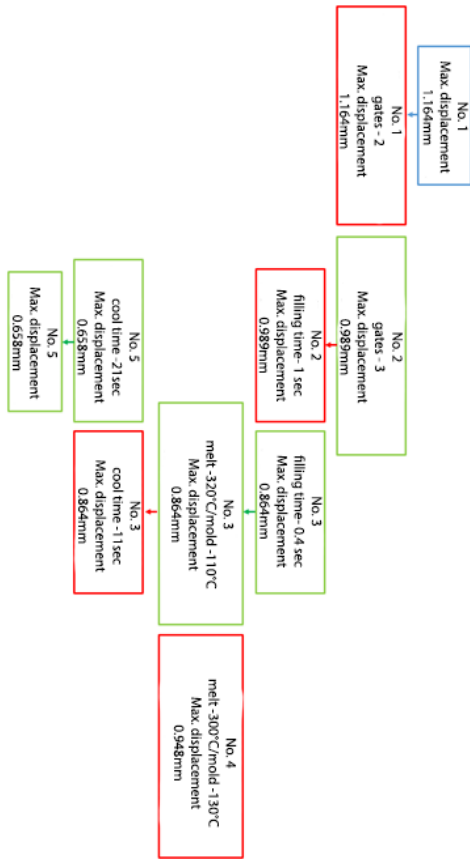 No. 1
Max. displacement
1.164mm
No. 1
gates - 2
Max. displacement
1.164mm
No. 2
gates - 3
Max. displacement
0.989mm
No. 2
filling time- 1 sec
Max. displacement
0.989mm
No. 3
filling time- 0.4 sec
Max. displacement
0.864mm
No. 3
melt -320°C/mold -110°C
Max. displacement
0.864mm
No. 4
melt -300°C/mold -130°C
Max. displacement
0.948mm
No. 5
cool time -21sec
Max. displacement
0.658mm
No. 3
cool time -11sec
Max. displacement
0.864mm
No. 5
Max. displacement
0.658mm